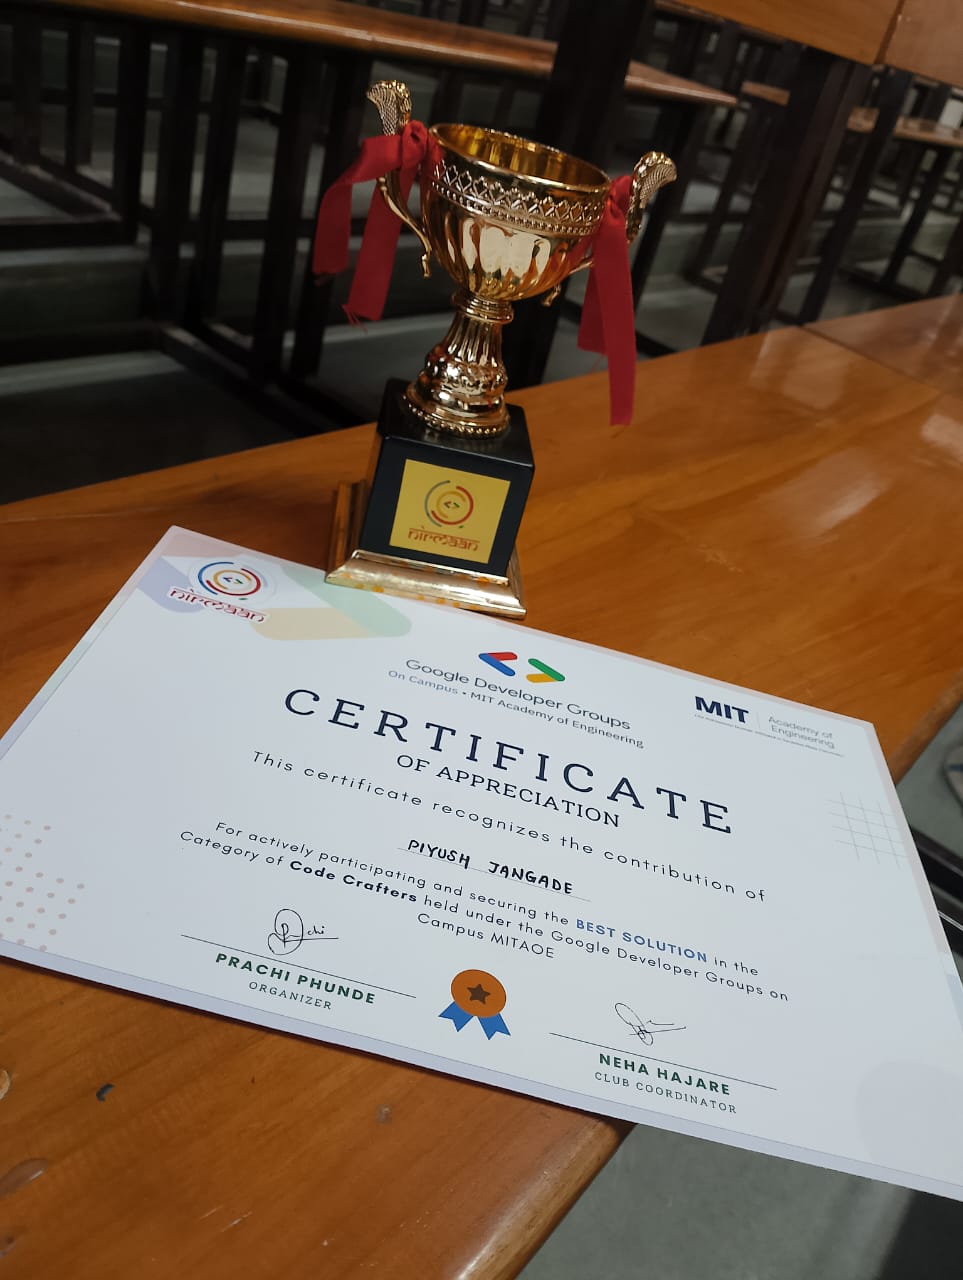 nirmaan
nirmaan
Google Developer Groups
On Campus • MIT Academy of Engineering
MIT
Academy of
Engineering
CERTIFICATE
OF APPRECIATION
This certificate recognizes the contribution of
PIYUSH JANGADE
For actively participating and securing the BEST SOLUTION in the
Category of Code Crafters held under the Google Developer Groups on
Campus MITAOE
PRACHI PHUNDE
ORGANIZER
NEHA HAJARE
CLUB COORDINATOR